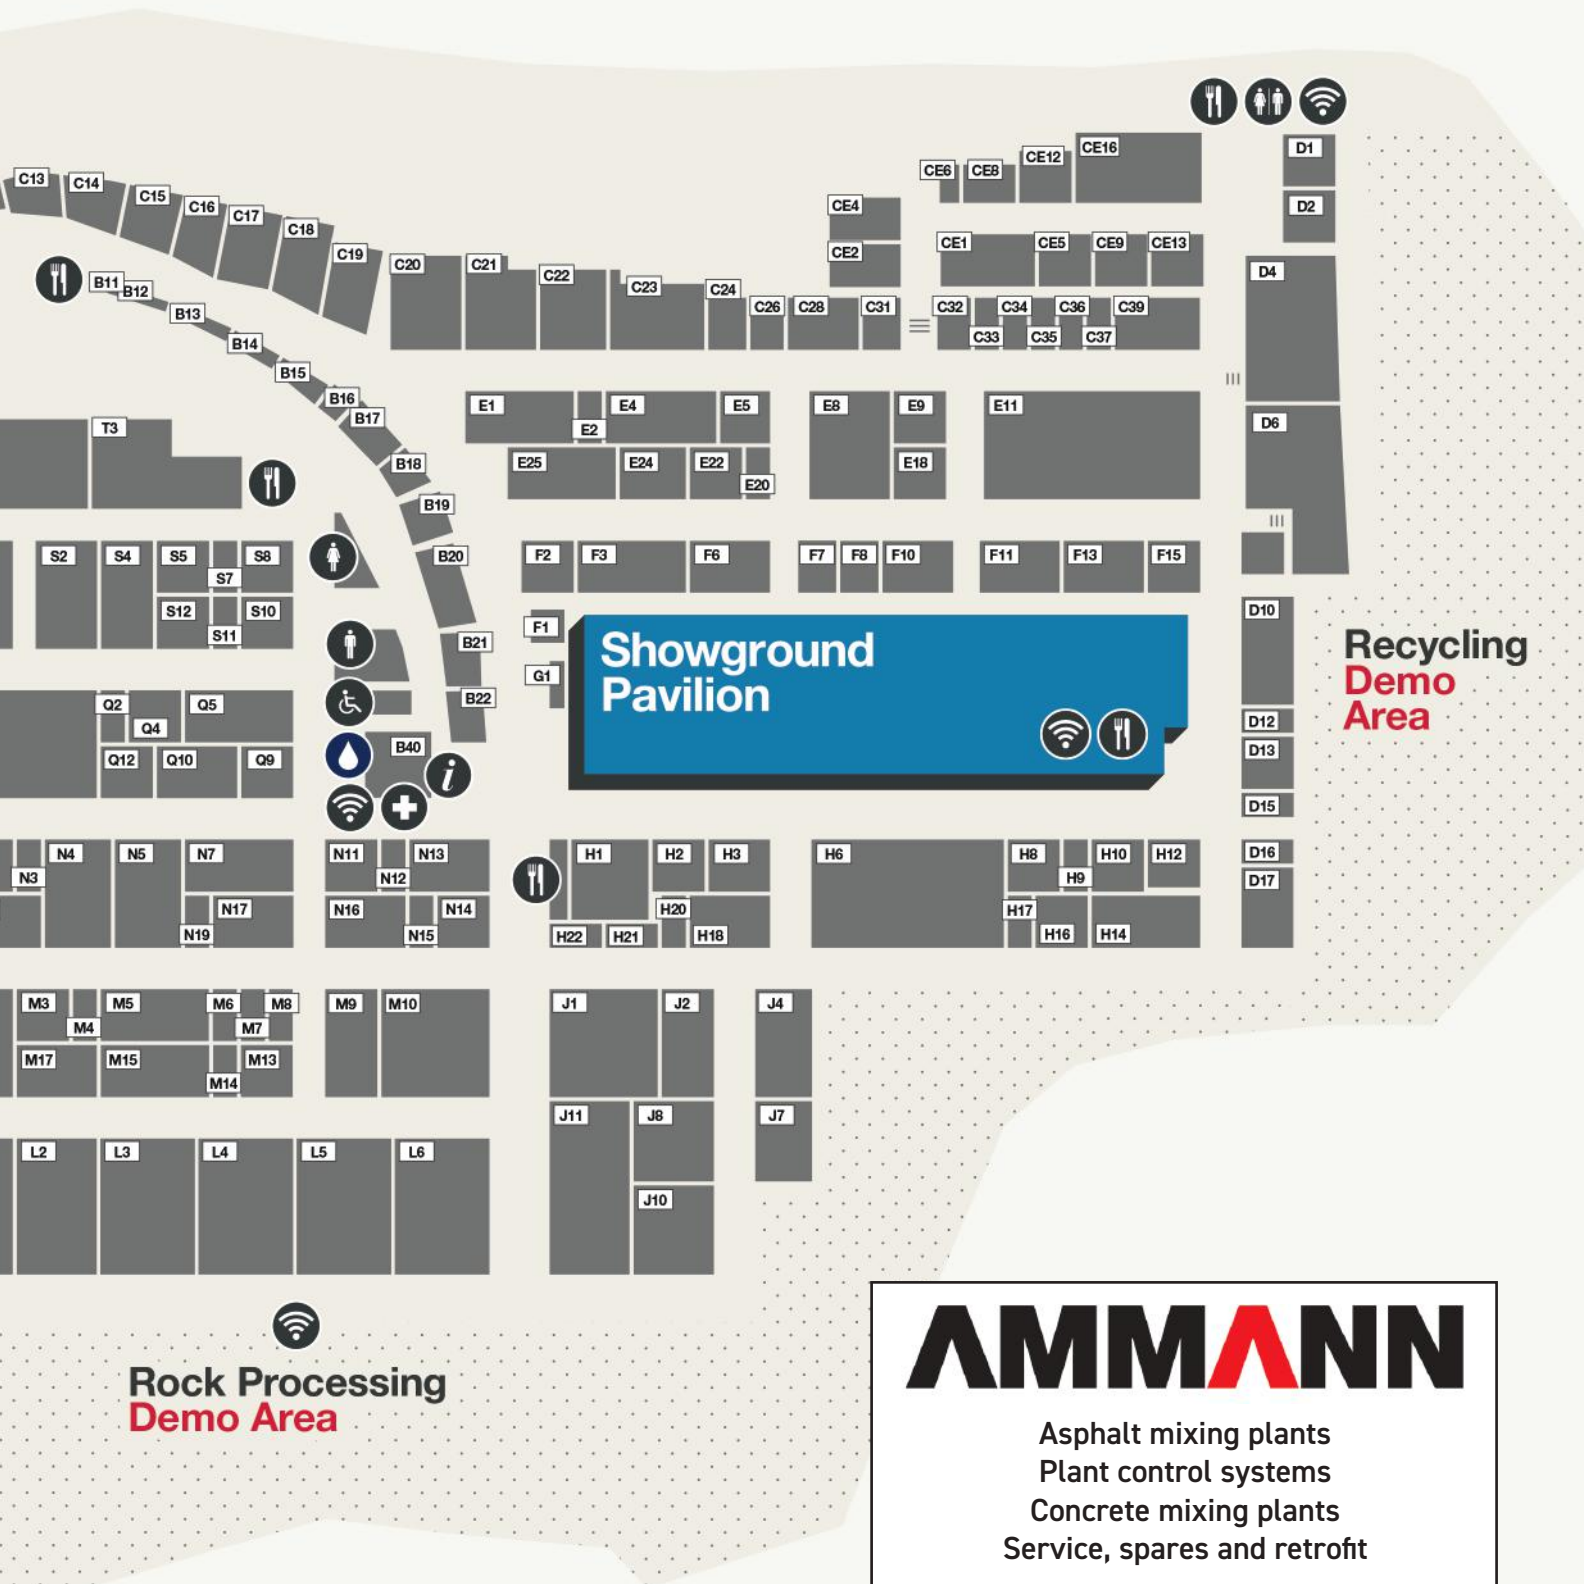 CE16
D1
CE12
CE6
CE8
C13
C14
C15
D2
CE4
C16
C17
C18
CE1
CE5
CE9
CE13
C19
CE2
C20
C21
C22
D4
B11
B12
C23
C24
C26
C28
C31
C32
C34
C36
C39
B13
C33
C35
C37
B14
B15
B16
E1
E4
E5
E8
E9
E11
B17
D6
T3
E2
B18
E25
E24
E22
E18
E20
B19
S2
S4
S5
S8
B20
F2
F3
F6
F7
F8
F10
F11
F13
F15
S7
S12
S10
D10
F1
S11
B21
Showground
Pavilion
Recycling
Demo
Area
G1
B22
Q2
Q5
Q4
D12
B40
D13
Q12
Q10
Q9
i
D15
N4
N5
N7
N11
N13
H1
H2
H3
H6
H8
H10
H12
D16
N3
N12
H9
D17
N17
N16
N14
H20
H17
N19
N15
H22
H21
H18
H16
H14
M3
M5
M6
M8
M9
M10
J1
J2
J4
M4
M7
M17
M15
M13
M14
J11
J8
J7
L2
L3
L4
L5
L6
J10
Rock Processing
Demo Area
AMMANN
Asphalt mixing plants
Plant control systems
Concrete mixing plants
Service, spares and retrofit